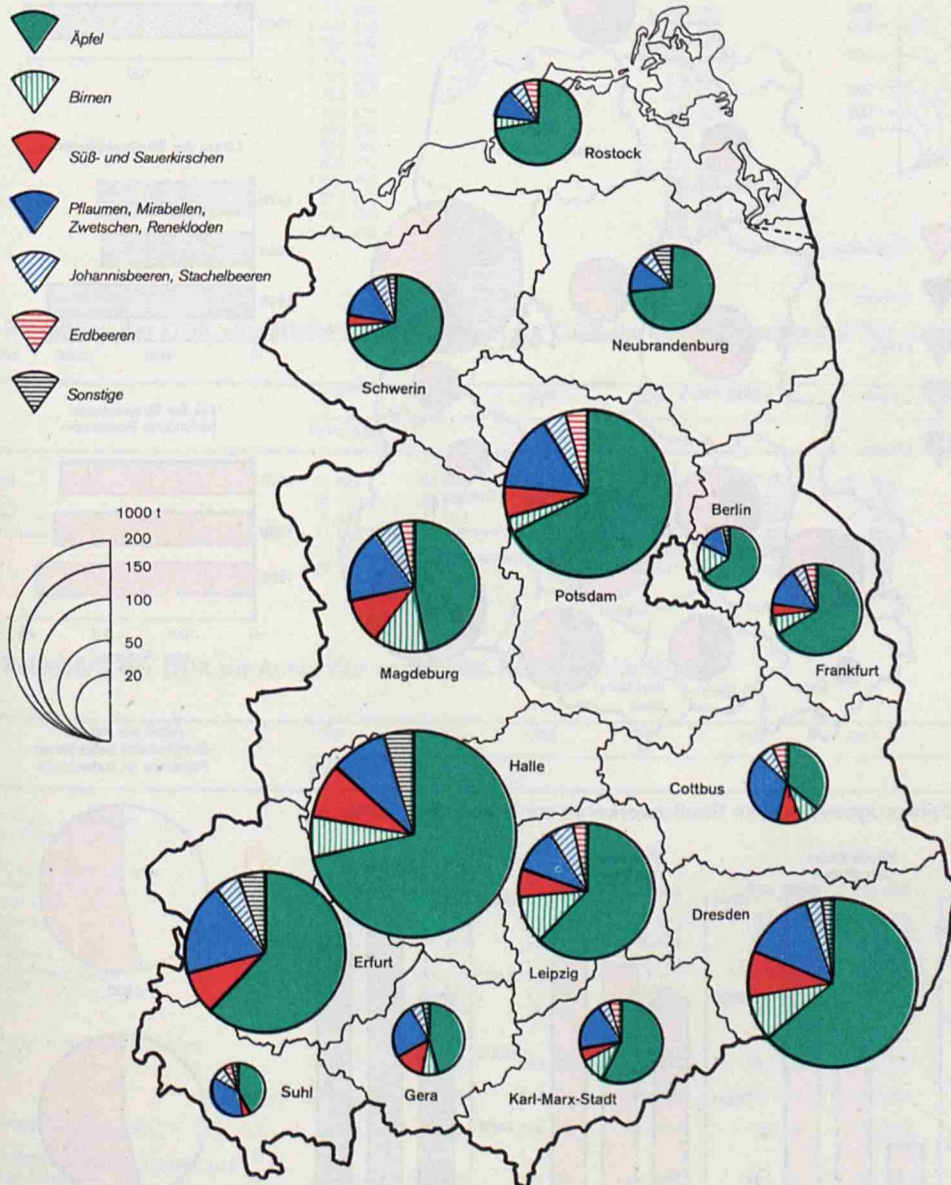 Äpfel
Birnen
Süß- und Sauerkirschen
Pflaumen, Mirabellen,
Zwetschen, Renekloden
Johannisbeeren, Stachelbeeren
Erdbeeren
Sonstige
1000 t
200
150
100
50
20
Rostock
Neubrandenburg
Schwerin
Berlin
Potsdam
Frankfurt
Magdeburg
Halle
Cottbus
Dresden
Erfurt
Leipzig
Suhl
Gera
Karl-Marx-Stadt